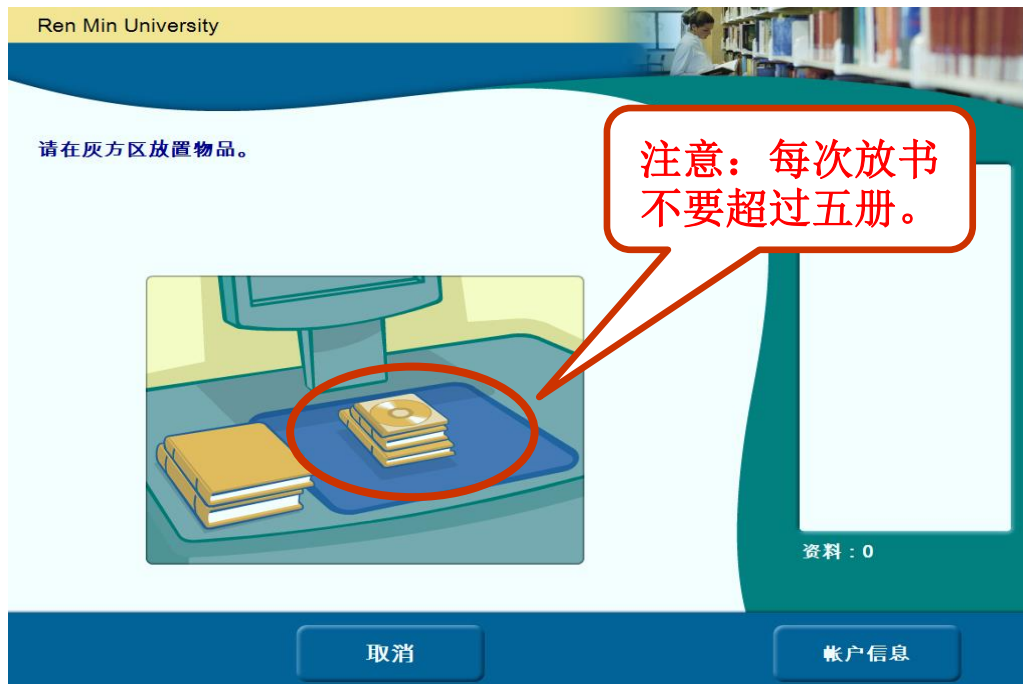 Ren Min University
请在灰方区放置物品。
注意：每次放书
不要超过五册。
资料：0
取消
帐户信息